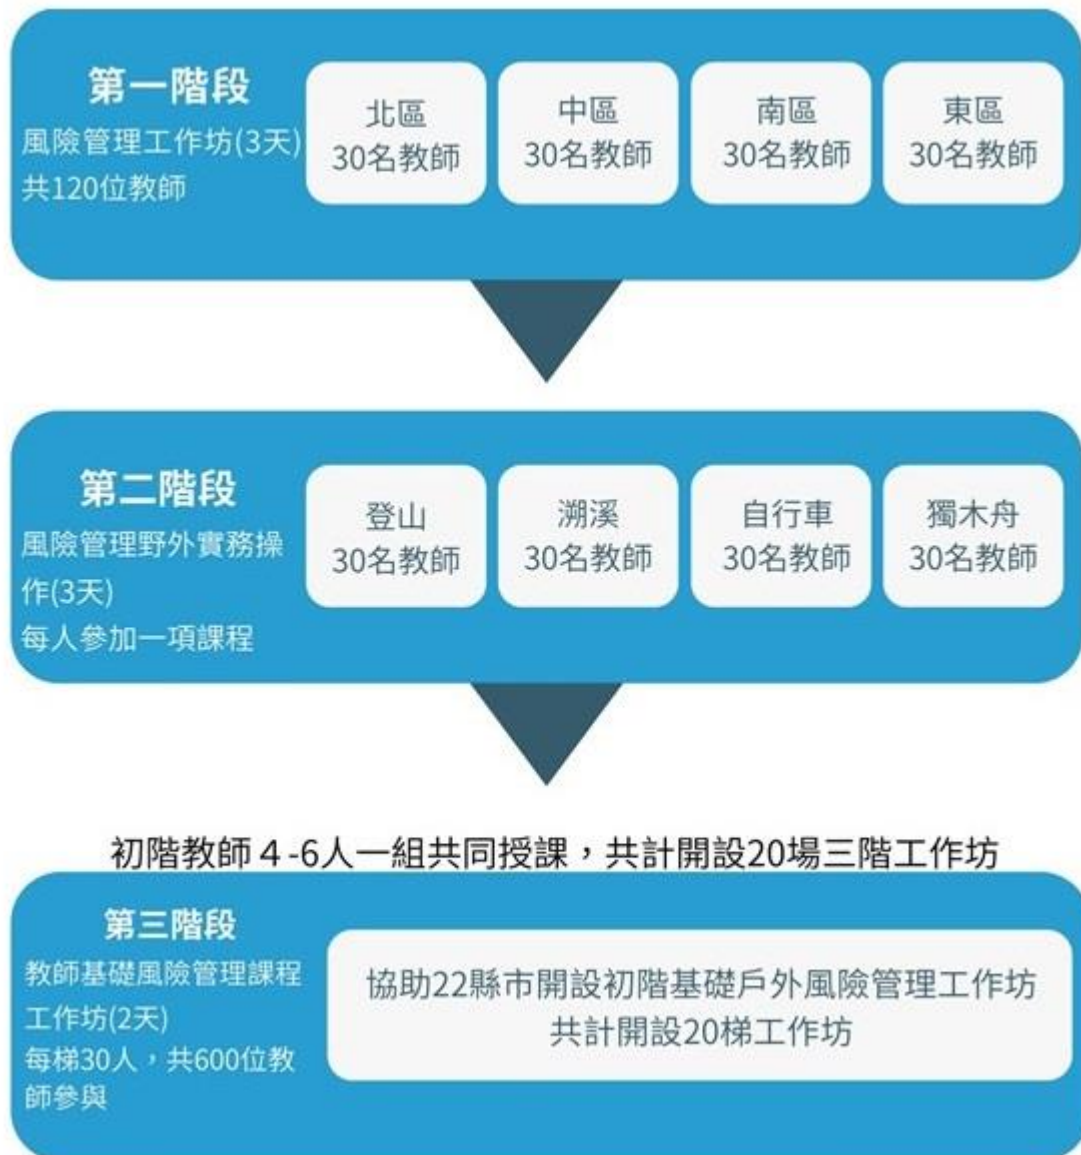 第一階段
風險管理工作坊(3天)
共120位教師
北區
30名教師
中區
30名教師
南區
30名教師
東區
30名教師
第二階段
風險管理野外實務操
作(3天)
每人參加一項課程
登山
30名教師
溯溪
30名教師
自行車
30名教師
獨木舟
30名教師
初階教師４-6人一組共同授課，共計開設20場三階工作坊
第三階段
教師基礎風險管理課程
工作坊(2天)
每梯30人，共600位教
師參與
協助22縣市開設初階基礎戶外風險管理工作坊
共計開設20梯工作坊